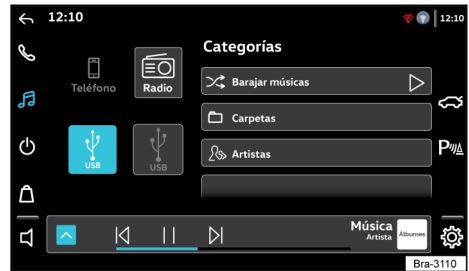 12:10
12:10
Categorías
Teléfono
Radio
Barajar músicas
Carpetas
USB
USB
Artistas
P
Música
Artista
Álbumes
Bra-3110